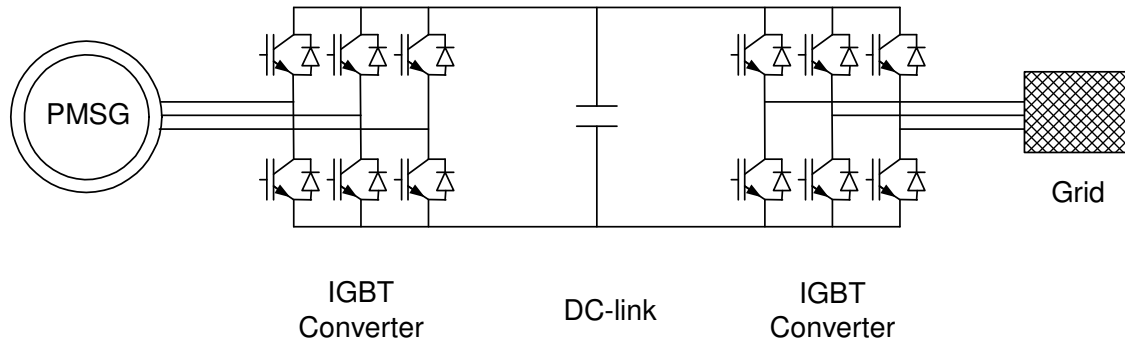 PMSG
Grid
IGBT
Converter
DC-link
IGBT
Converter